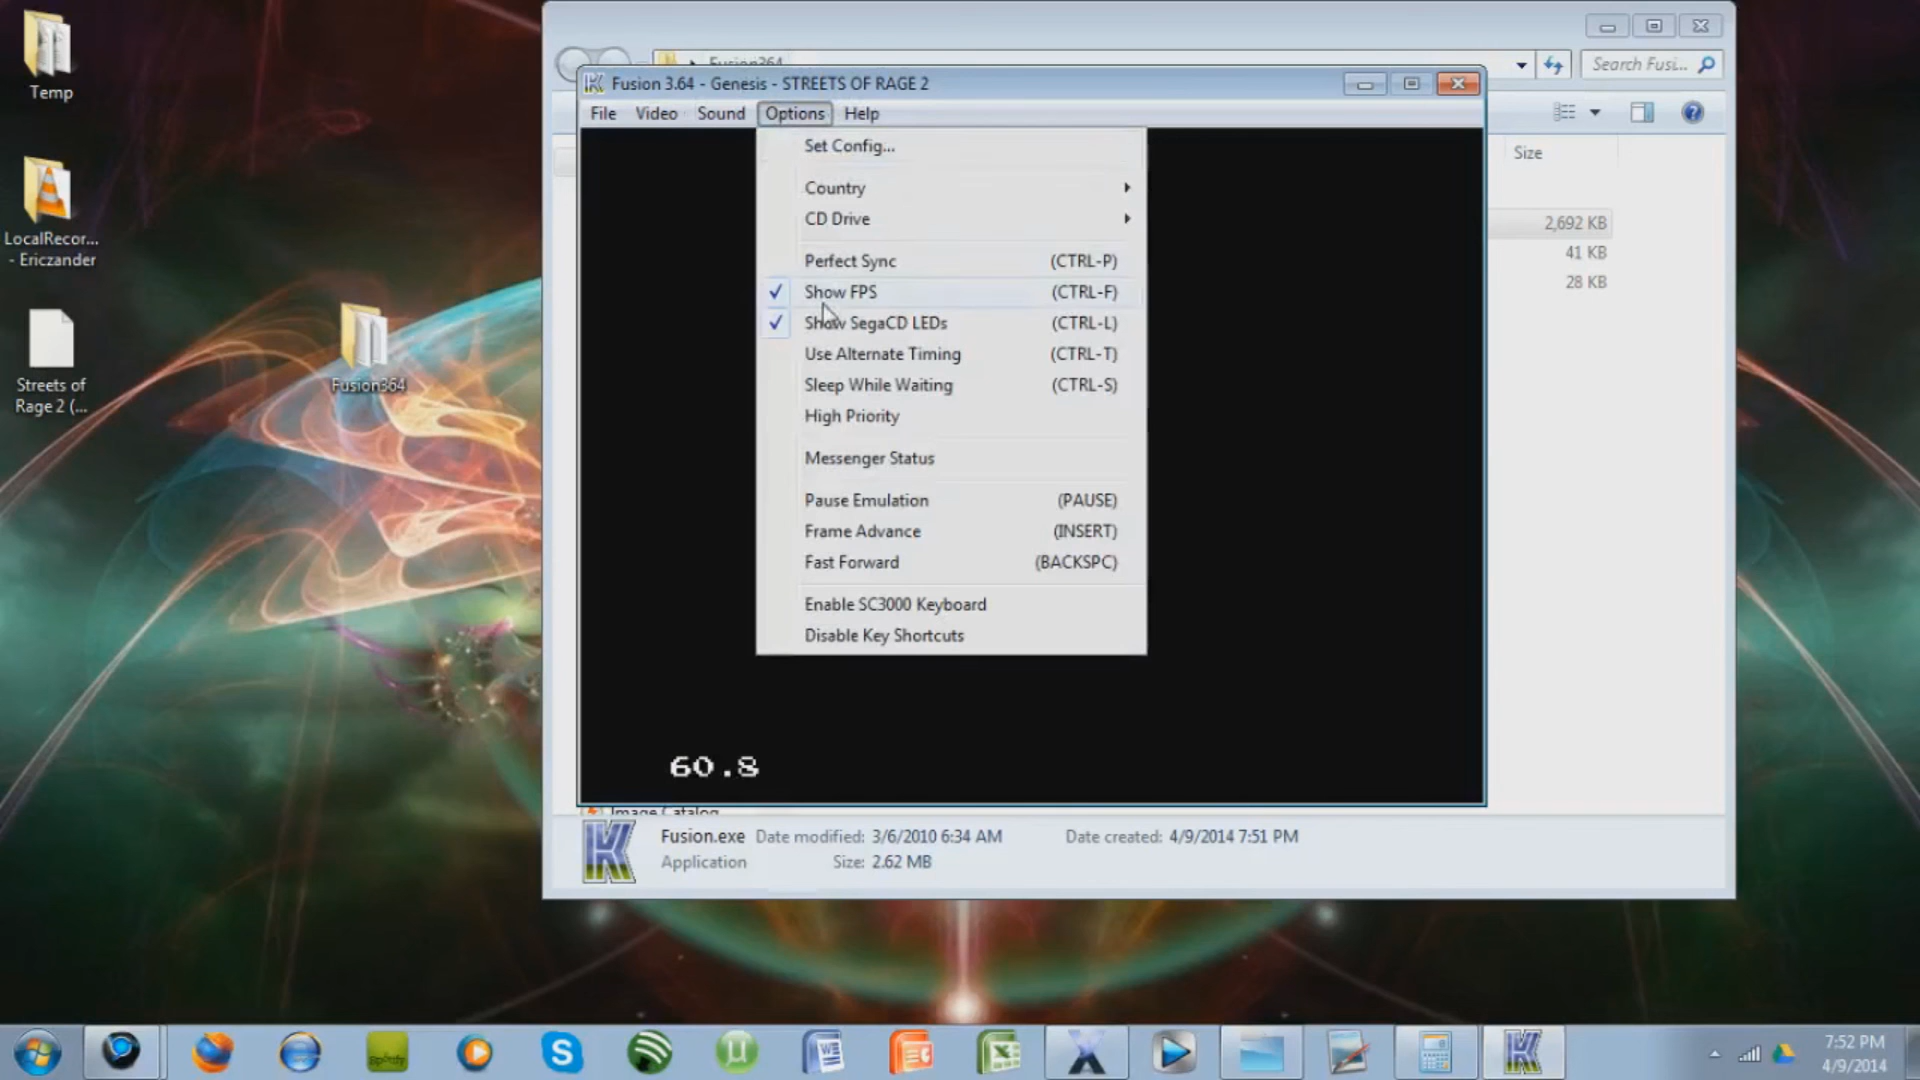 Temp
LocalRecor...
- Ericzander
Streets of
Rage 2 (...
Fusion364
Fusion364
Search Fusi...
Fusion 3.64 - Genesis - STREETS OF RAGE 2
File Video Sound Options Help
Set Config...
Country
CD Drive
Perfect Sync (CTRL-P)
Show FPS (CTRL-F)
Show SegaCD LEDs (CTRL-L)
Use Alternate Timing (CTRL-T)
Sleep While Waiting (CTRL-S)
High Priority
Messenger Status
Pause Emulation (PAUSE)
Frame Advance (INSERT)
Fast Forward (BACKSPC)
Enable SC3000 Keyboard
Disable Key Shortcuts
Size
2,692 KB
41 KB
28 KB
60.8
Image Catalog
Fusion.exe Date modified: 3/6/2010 6:34 AM Date created: 4/9/2014 7:51 PM
Application Size: 2.62 MB
Spotify
7:52 PM
4/9/2014